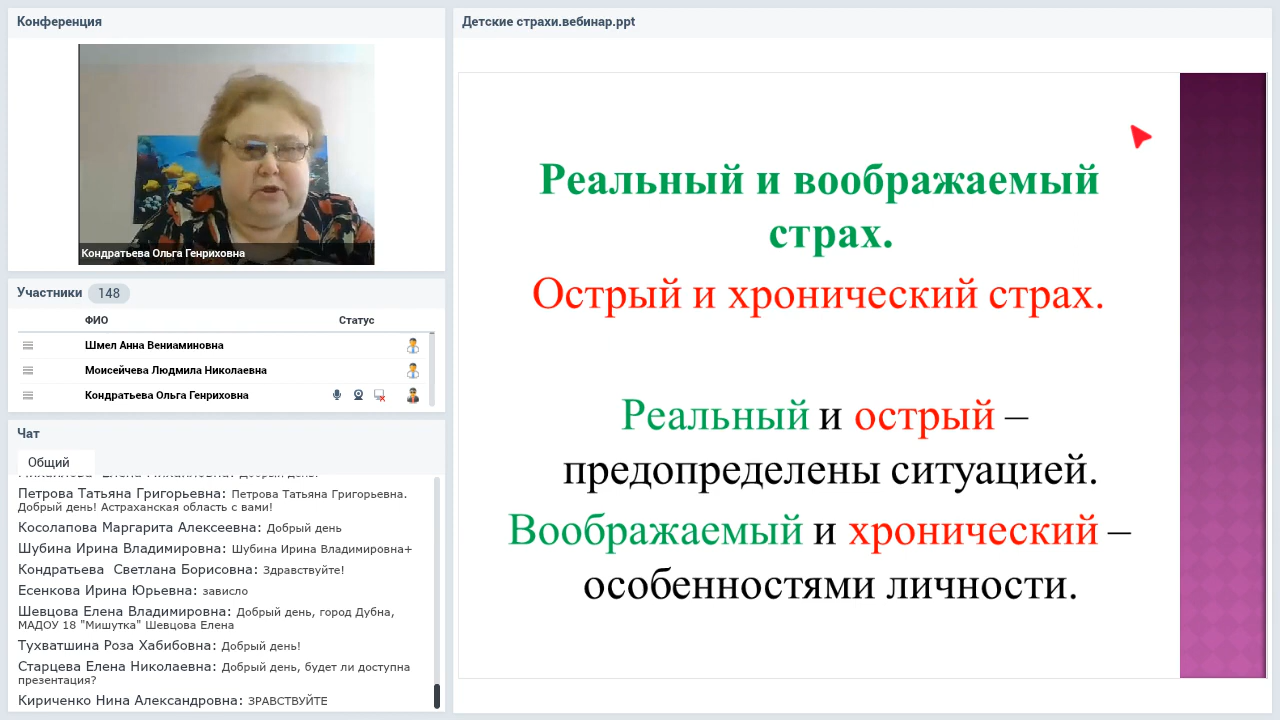 Конференция
Кондратьева Ольга Генриховна
Участники 148
ФИО Статус
Шмел Анна Вениаминовна
Моисейчева Людмила Николаевна
Кондратьева Ольга Генриховна
Чат
Общий
Петрова Татьяна Григорьевна: Петрова Татьяна Григорьевна.
Добрый день! Астраханская область с вами!
Косолапова Маргарита Алексеевна: Добрый день
Шубина Ирина Владимировна: Шубина Ирина Владимировна+
Кондратьева Светлана Борисовна: Здравствуйте!
Есенкова Ирина Юрьевна: зависло
Шевцова Елена Владимировна: Добрый день, город Дубна,
МАДОУ 18 "Мишутка" Шевцова Елена
Тухватшина Роза Хабибовна: Добрый день!
Старцева Елена Николаевна: Добрый день, будет ли доступна
презентация?
Кириченко Нина Александровна: ЗРАВСТВУЙТЕ
Детские страхи.вебинар.ppt
Реальный и воображаемый
страх.
Острый и хронический страх.
Реальный и острый –
предопределены ситуацией.
Воображаемый и хронический –
особенностями личности.